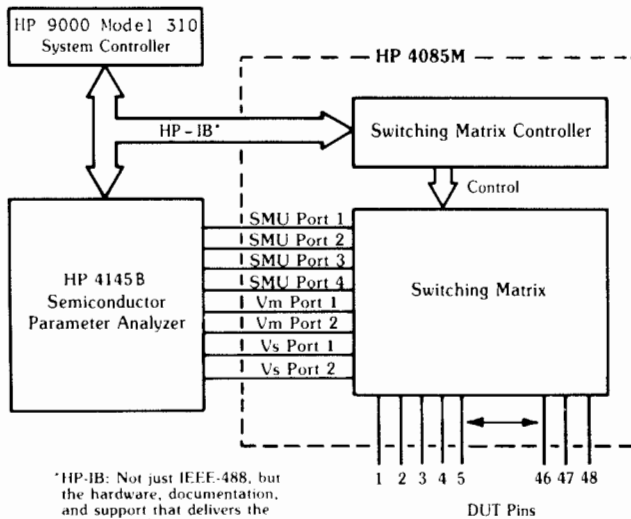 HP 9000 Model 310
System Controller
HP 4085M
HP-IB*
Switching Matrix Controller
Control
SMU Port 1
SMU Port 2
SMU Port 3
SMU Port 4
Vm Port 1
Vm Port 2
Vs Port 1
Vs Port 2
HP 4145B
Semiconductor
Parameter Analyzer
Switching Matrix
1 2 3 4 5 46 47 48
DUT Pins
*HP-IB: Not just IEEE-488, but
the hardware, documentation,
and support that delivers the